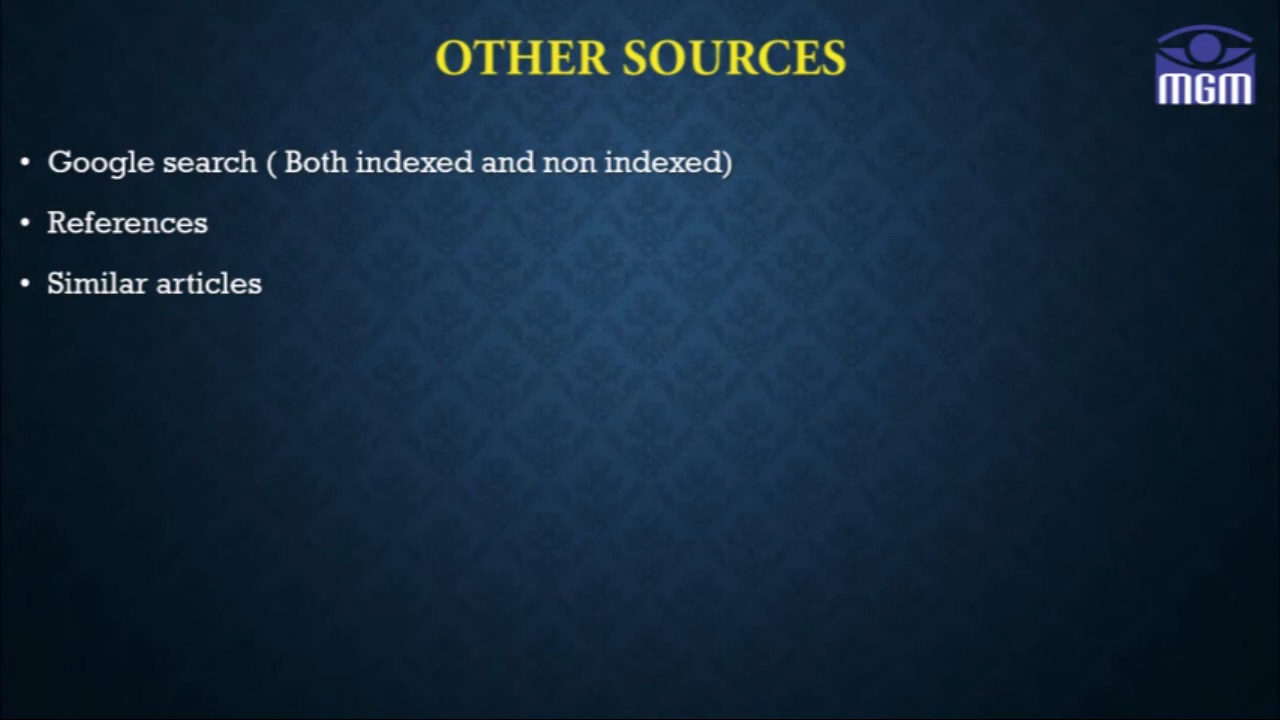 OTHER SOURCES
MGM
• Google search ( Both indexed and non indexed)
• References
• Similar articles